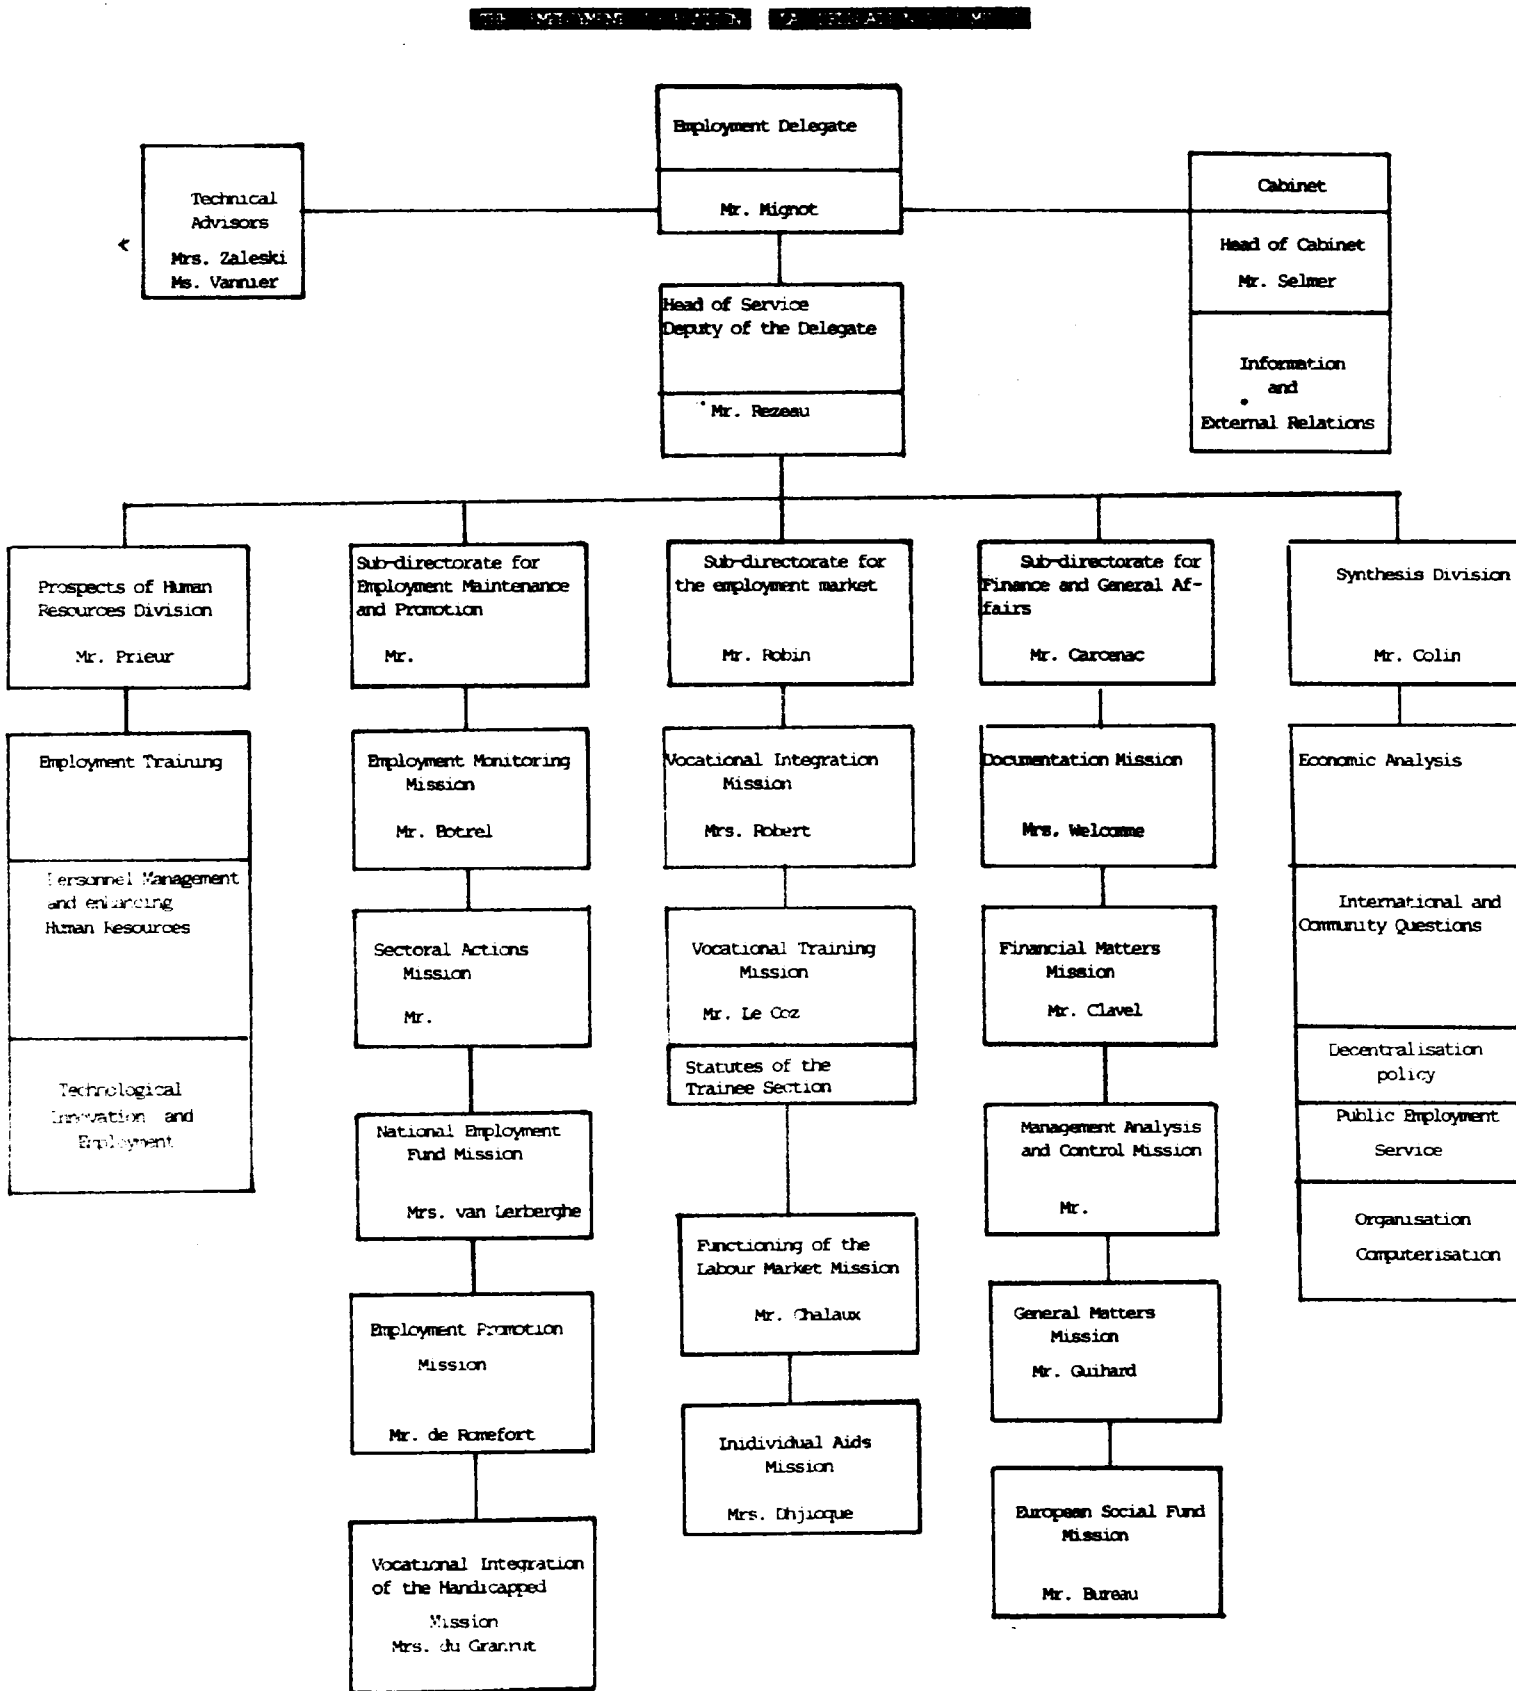 Employment Delegate
Mr. Mignot
Technical
Advisors
Mrs. Zaleski
Ms. Vannier
Cabinet
Head of Cabinet
Mr. Selmer
Information
and
External Relations
Head of Service
Deputy of the Delegate
Mr. Rezeau
Prospects of Human
Resources Division
Mr. Prieur
Sub-directorate for
Employment Maintenance
and Promotion
Mr.
Sub-directorate for
the employment market
Mr. Robin
Sub-directorate for
Finance and General Af-
fairs
Mr. Carcenac
Synthesis Division
Mr. Colin
Employment Training
Personnel Management
and enhancing
Human Resources
Technological
Innovation and
Employment
Employment Monitoring
Mission
Mr. Botrel
Sectoral Actions
Mission
Mr.
National Employment
Fund Mission
Mrs. van Lerberghe
Employment Promotion
Mission
Mr. de Romefort
Vocational Integration
of the Handicapped
Mission
Mrs. du Granrut
Vocational Integration
Mission
Mrs. Robert
Vocational Training
Mission
Mr. Le Coz
Statutes of the
Trainee Section
Functioning of the
Labour Market Mission
Mr. Chalaux
Inidividual Aids
Mission
Mrs. Dhjicque
Documentation Mission
Mrs. Welcomme
Financial Matters
Mission
Mr. Clavel
Management Analysis
and Control Mission
Mr.
General Matters
Mission
Mr. Guihard
European Social Fund
Mission
Mr. Bureau
Economic Analysis
International and
Community Questions
Decentralisation
policy
Public Employment
Service
Organisation
Computerisation